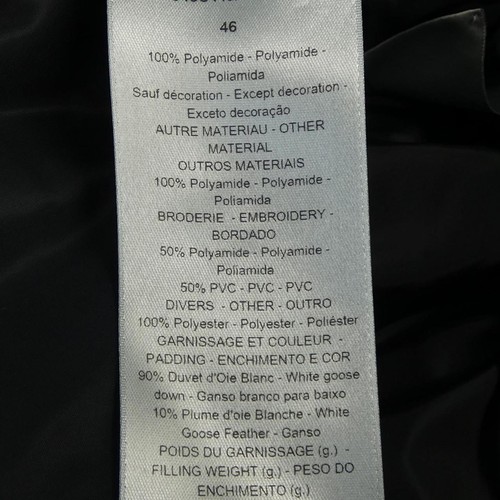 46
100% Polyamide - Polyamide -
Poliamida
Sauf décoration - Except decoration -
Exceto decoração
AUTRE MATERIAU - OTHER
MATERIAL
OUTROS MATERIAIS
100% Polyamide - Polyamide -
Poliamida
BRODERIE - EMBROIDERY -
BORDADO
50% Polyamide - Polyamide -
Poliamida
50% PVC - PVC - PVC
DIVERS - OTHER - OUTRO
100% Polyester - Polyester - Poliéster
GARNISSAGE ET COULEUR -
PADDING - ENCHIMENTO E COR
90% Duvet d'Oie Blanc - White goose
down - Ganso branco para baixo
10% Plume d'oie Blanche - White
Goose Feather - Ganso
POIDS DU GARNISSAGE (g.) -
FILLING WEIGHT (g.) - PESO DO
ENCHIMENTO (g.)